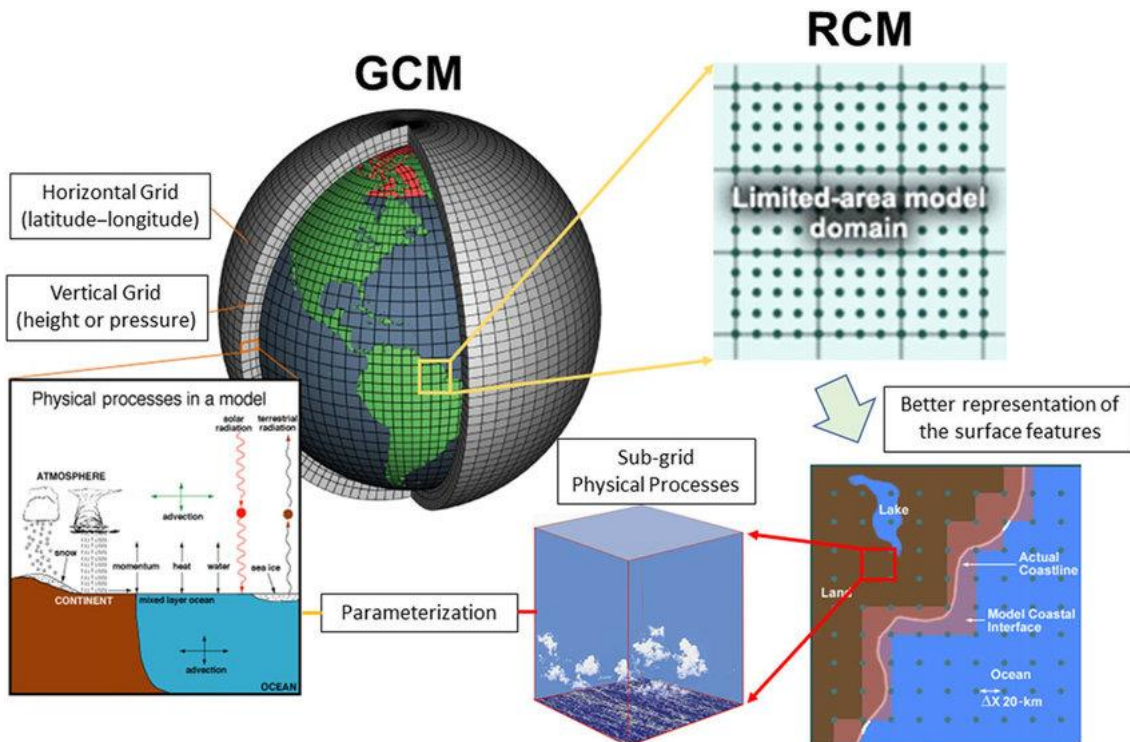 GCM
RCM
Horizontal Grid
(latitude–longitude)
Vertical Grid
(height or pressure)
Limited-area model
domain
Physical processes in a model
solar
radiation
terrestrial
radiation
ATMOSPHERE
advection
snow
momentum
heat
water
sea ice
CONTINENT
mixed layer ocean
advection
OCEAN
Parameterization
Sub-grid
Physical Processes
Better representation of
the surface features
Lake
Land
Actual
Coastline
Model Coastal
Interface
Ocean
ΔX 20-km